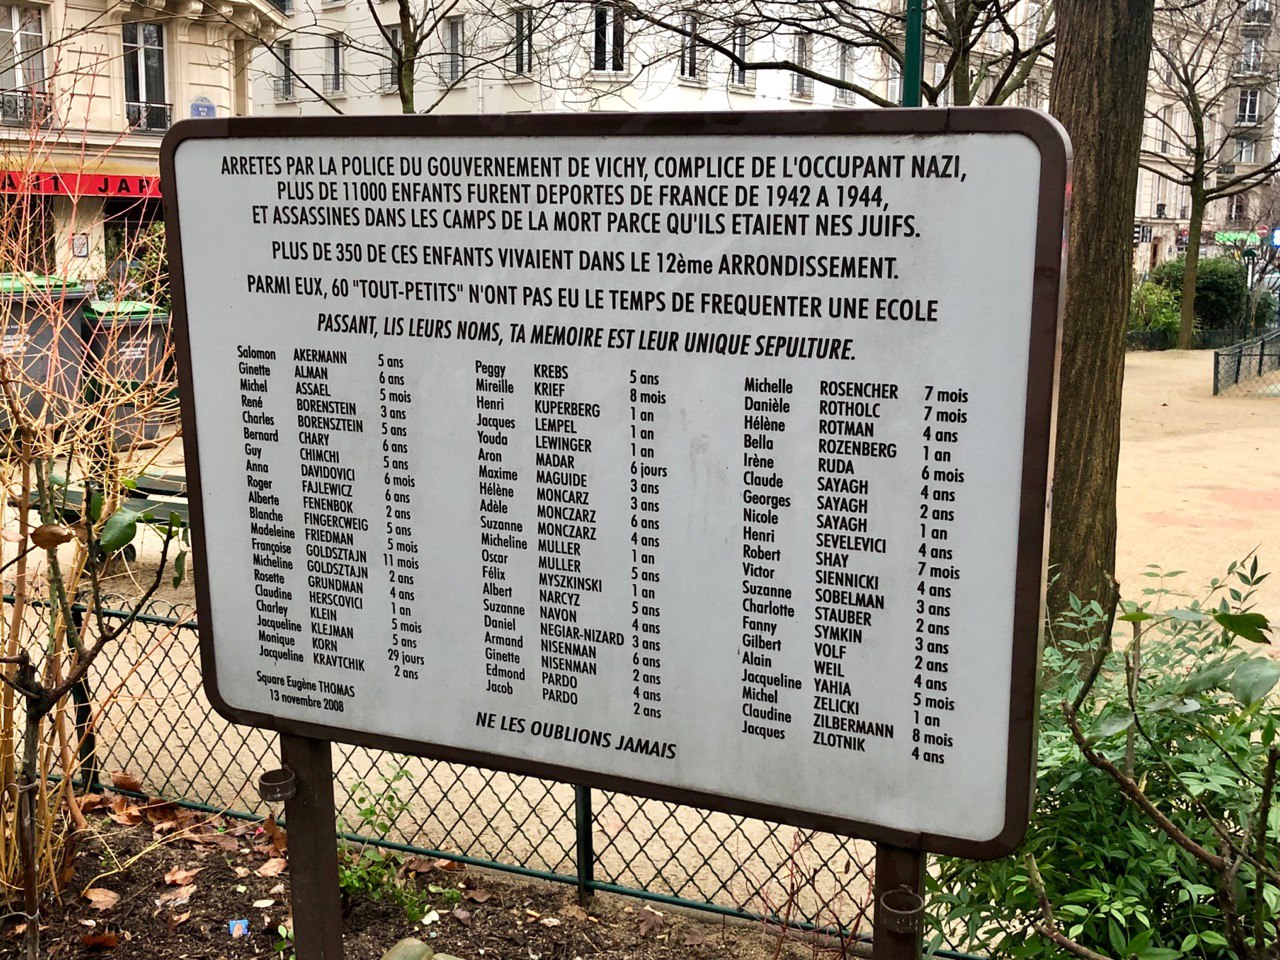 ARRETES PAR LA POLICE DU GOUVERNEMENT DE VICHY, COMPLICE DE L'OCCUPANT NAZI,
PLUS DE 11000 ENFANTS FURENT DEPORTES DE FRANCE DE 1942 A 1944,
ET ASSASSINES DANS LES CAMPS DE LA MORT PARCE QU'ILS ETAIENT NES JUIFS.
PLUS DE 350 DE CES ENFANTS VIVAIENT DANS LE 12ème ARRONDISSEMENT.
PARMI EUX, 60 "TOUT-PETITS" N'ONT PAS EU LE TEMPS DE FREQUENTER UNE ECOLE
PASSANT, LIS LEURS NOMS, TA MEMOIRE EST LEUR UNIQUE SEPULTURE.
Salomon AKERMANN 5 ans
Ginette ALMAN 6 ans
Michel ASSAEL 5 mois
René BORENSTEIN 3 ans
Charles BORENSTEIN 5 ans
Bernard CHARY 6 ans
Guy CHIMCHI 5 ans
Anna DAVIDOVICI 6 mois
Roger FAJLEWICZ 6 ans
Alberte FENENBOK 2 ans
Blanche FINGERCWEIG 5 ans
Madeleine FRIEDMAN 5 mois
Françoise GOLDSZTAJN 11 mois
Micheline GOLDSZTAJN 2 ans
Rosette GRUNDMAN 4 ans
Claudine HERSCOVICI 1 an
Charley KLEIN 5 mois
Jacqueline KLEJMAN 5 ans
Monique KORN 29 jours
Jacqueline KRAVTCHIK 2 ans
Peggy KREBS 5 ans
Mireille KRIEF 8 mois
Henri KUPERBERG 1 an
Jacques LEMPEL 1 an
Youda LEWINGER 1 an
Aron MADAR 6 jours
Maxime MAGUIDE 3 ans
Hélène MONCARZ 3 ans
Adèle MONCZARZ 6 ans
Suzanne MONCZARZ 4 ans
Micheline MULLER 1 an
Oscar MULLER 5 ans
Félix MYSZKINSKI 1 an
Albert NARCYZ 5 ans
Suzanne NAVON 4 ans
Daniel NEGIAR-NIZARD 3 ans
Armand NISENMAN 6 ans
Ginette NISENMAN 2 ans
Edmond PARDO 4 ans
Jacob PARDO 2 ans
Michelle ROSENCHER 7 mois
Danièle ROTHOLC 7 mois
Hélène ROTMAN 4 ans
Bella ROZENBERG 1 an
Irène RUDA 6 mois
Claude SAYAGH 4 ans
Georges SAYAGH 2 ans
Nicole SAYAGH 1 an
Henri SEVELEVICI 4 ans
Robert SHAY 7 mois
Victor SIENNICKI 4 ans
Suzanne SOBELMAN 3 ans
Charlotte STAUBER 2 ans
Fanny SYMKIN 3 ans
Gilbert VOLF 2 ans
Alain WEIL 4 ans
Jacqueline YAHIA 5 mois
Michel ZELICKI 1 an
Claudine ZILBERMANN 8 mois
Jacques ZLOTNIK 4 ans
Square Eugène THOMAS
13 novembre 2008
NE LES OUBLIONS JAMAIS